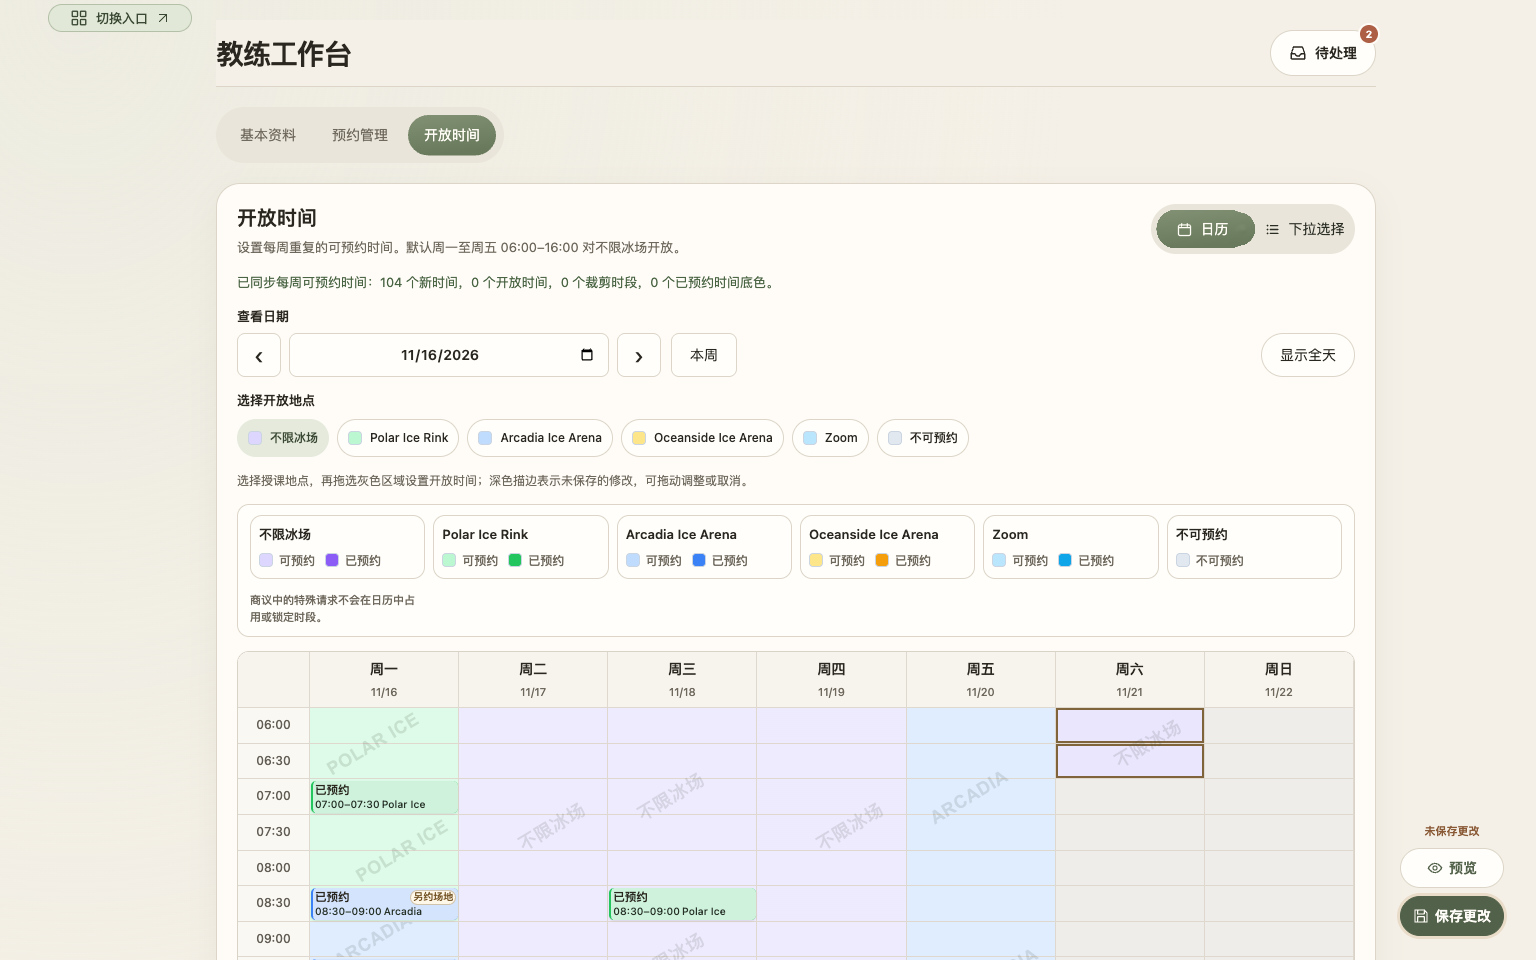 切换入口
教练工作台
待处理
2
基本资料
预约管理
开放时间
开放时间
设置每周重复的可预约时间。默认周一至周五 06:00–16:00 对不限冰场开放。
日历
下拉选择
已同步每周可预约时间：104 个新时间，0 个开放时间，0 个裁剪时段，0 个已预约时间底色。
查看日期
11/16/2026
本周
显示全天
选择开放地点
不限冰场
Polar Ice Rink
Arcadia Ice Arena
Oceanside Ice Arena
Zoom
不可预约
选择授课地点，再拖选灰色区域设置开放时间；深色描边表示未保存的修改，可拖动调整或取消。
不限冰场
可预约 已预约
Polar Ice Rink
可预约 已预约
Arcadia Ice Arena
可预约 已预约
Oceanside Ice Arena
可预约 已预约
Zoom
可预约 已预约
不可预约
不可预约
商议中的特殊请求不会在日历中占
用或锁定时段。
周一 周二 周三 周四 周五 周六 周日
11/16 11/17 11/18 11/19 11/20 11/21 11/22
06:00
POLAR ICE
不限冰场
06:30
07:00
已预约
07:00–07:30 Polar Ice
不限冰场
ARCADIA
07:30
POLAR ICE
不限冰场
不限冰场
08:00
08:30
已预约
另约场地
08:30–09:00 Arcadia
已预约
08:30–09:00 Polar Ice
09:00
ARCADIA
不限冰场
未保存更改
预览
保存更改